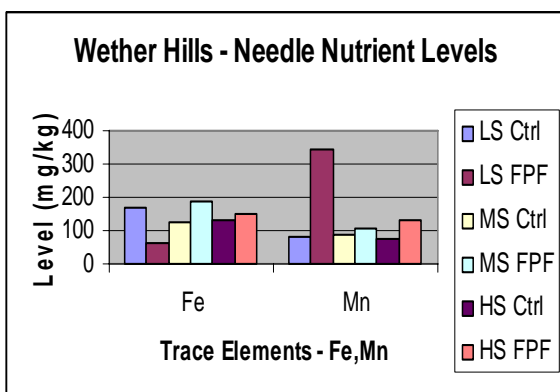 Wether Hills - Needle Nutrient Levels
Level (mg/kg)
400
300
200
100
0
Fe Mn
Trace Elements - Fe,Mn
LS Ctrl
LS FPF
MS Ctrl
MS FPF
HS Ctrl
HS FPF